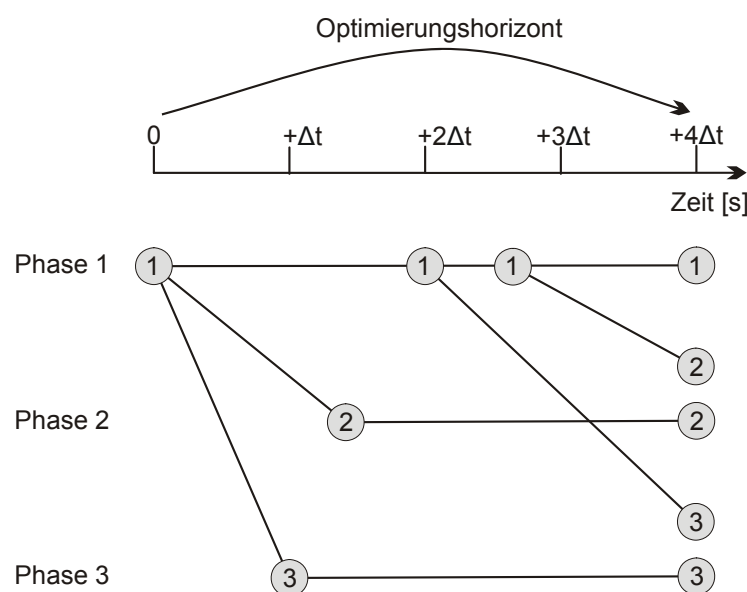 Optimierungshorizont
0 +Δt +2Δt +3Δt +4Δt
Zeit [s]
Phase 1 1 1 1 1
2
Phase 2 2 2
3
Phase 3 3 3